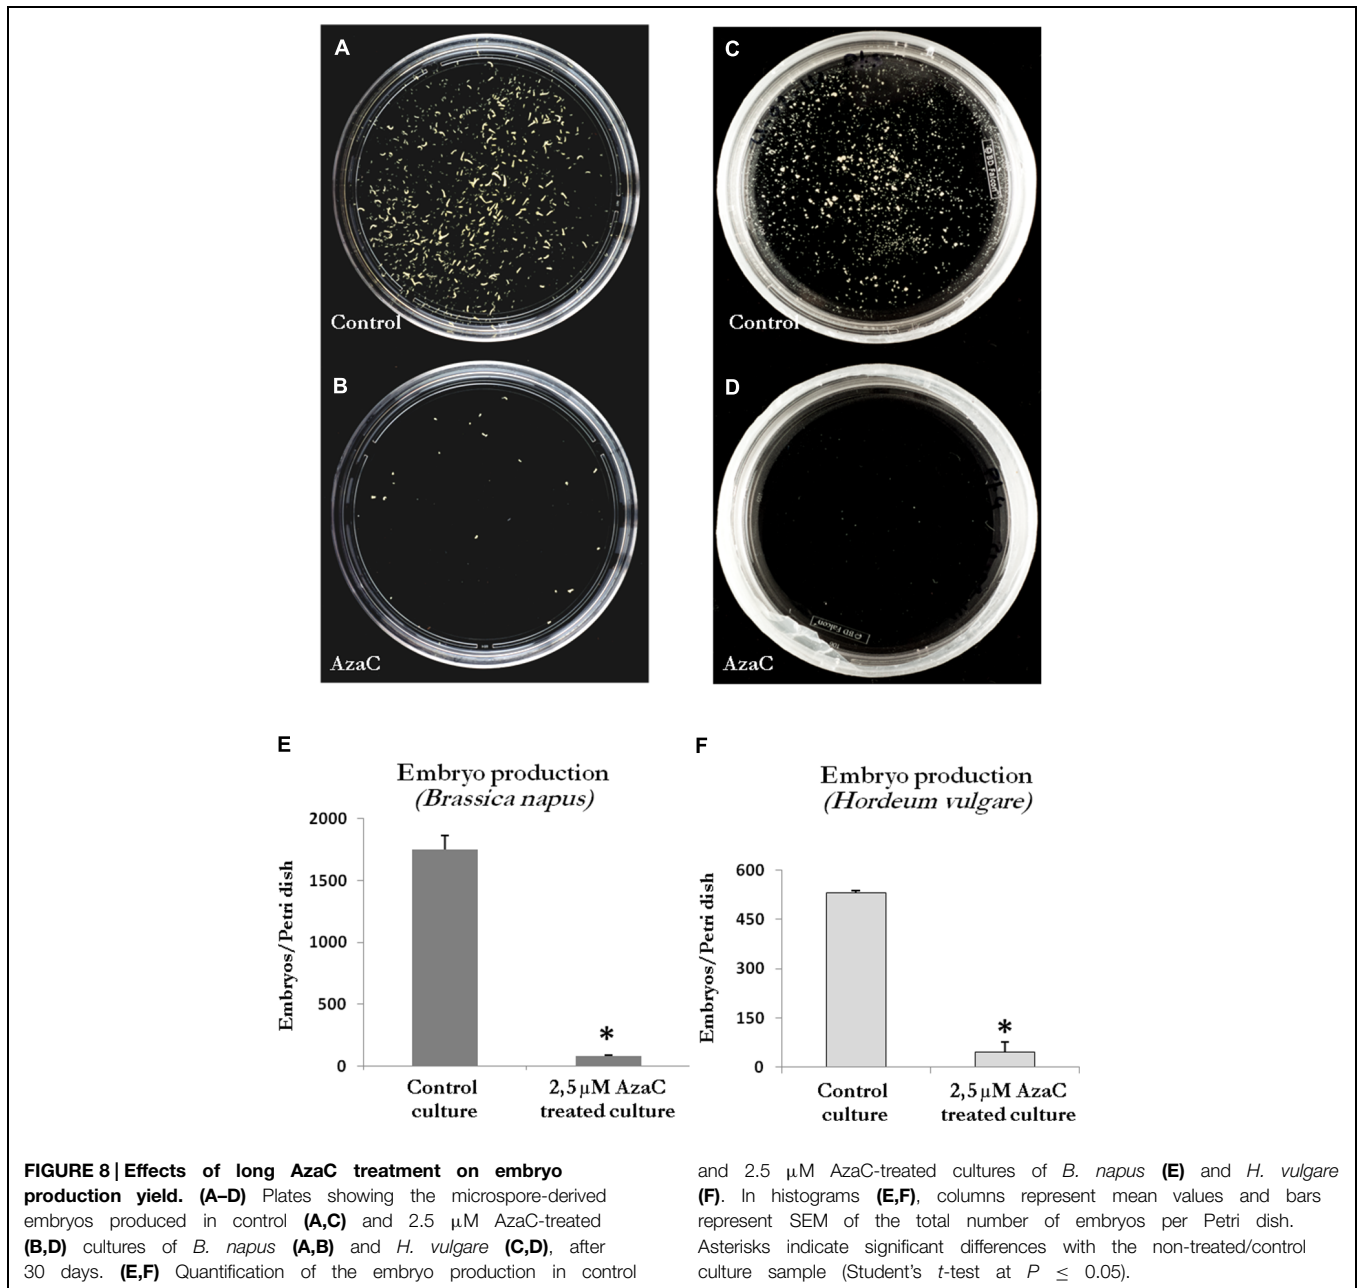 A
Control
B
AzaC
C
© BD Falcon
Control
D
© BD Falcon
AzaC
E
Embryo production
(Brassica napus)
Embryos/Petri dish
2000
1500
1000
500
0
*
Control
culture
2,5 µM AzaC
treated culture
F
Embryo production
(Hordeum vulgare)
Embryos/Petri dish
600
450
300
150
0
*
Control
culture
2,5 µM AzaC
treated culture
FIGURE 8 | Effects of long AzaC treatment on embryo
production yield. (A–D) Plates showing the microspore-derived
embryos produced in control (A,C) and 2.5 µM AzaC-treated
(B,D) cultures of B. napus (A,B) and H. vulgare (C,D), after
30 days. (E,F) Quantification of the embryo production in control
and 2.5 µM AzaC-treated cultures of B. napus (E) and H. vulgare
(F). In histograms (E,F), columns represent mean values and bars
represent SEM of the total number of embryos per Petri dish.
Asterisks indicate significant differences with the non-treated/control
culture sample (Student's t-test at P ≤ 0.05).